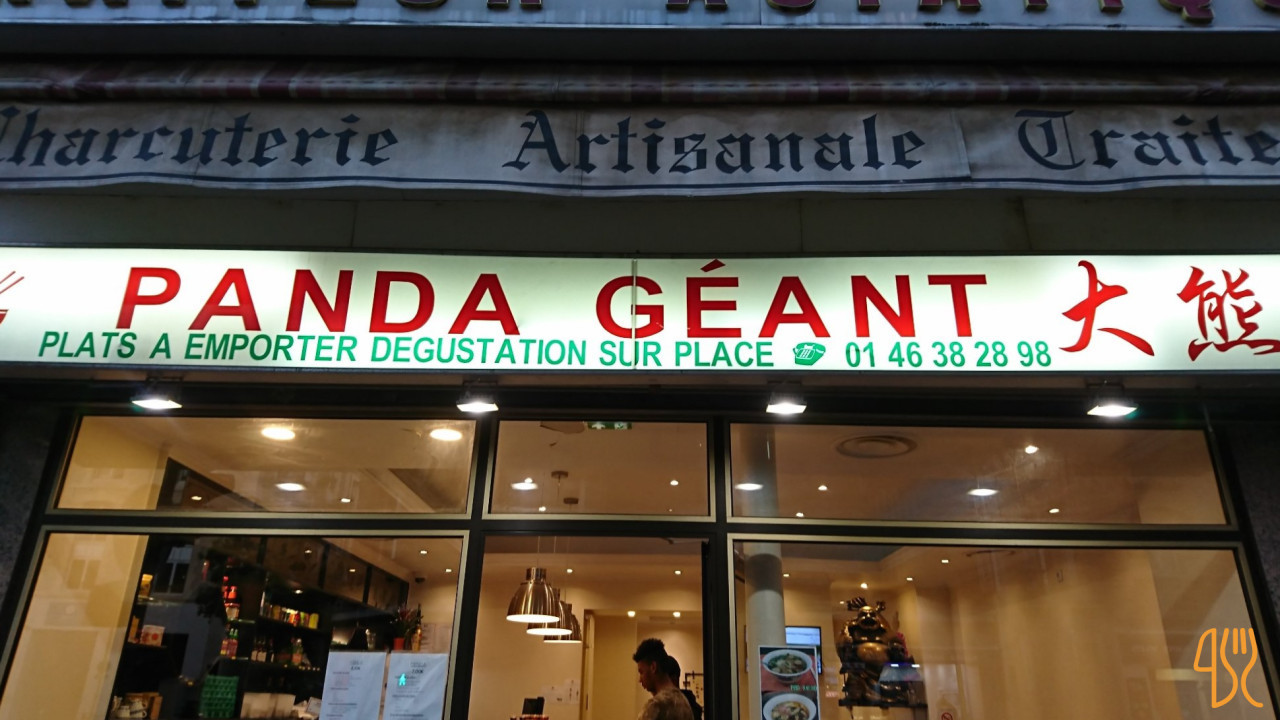 Charcuterie Artisanale Traite
PANDA GÉANT 大熊
PLATS A EMPORTER DEGUSTATION SUR PLACE 01 46 38 28 98